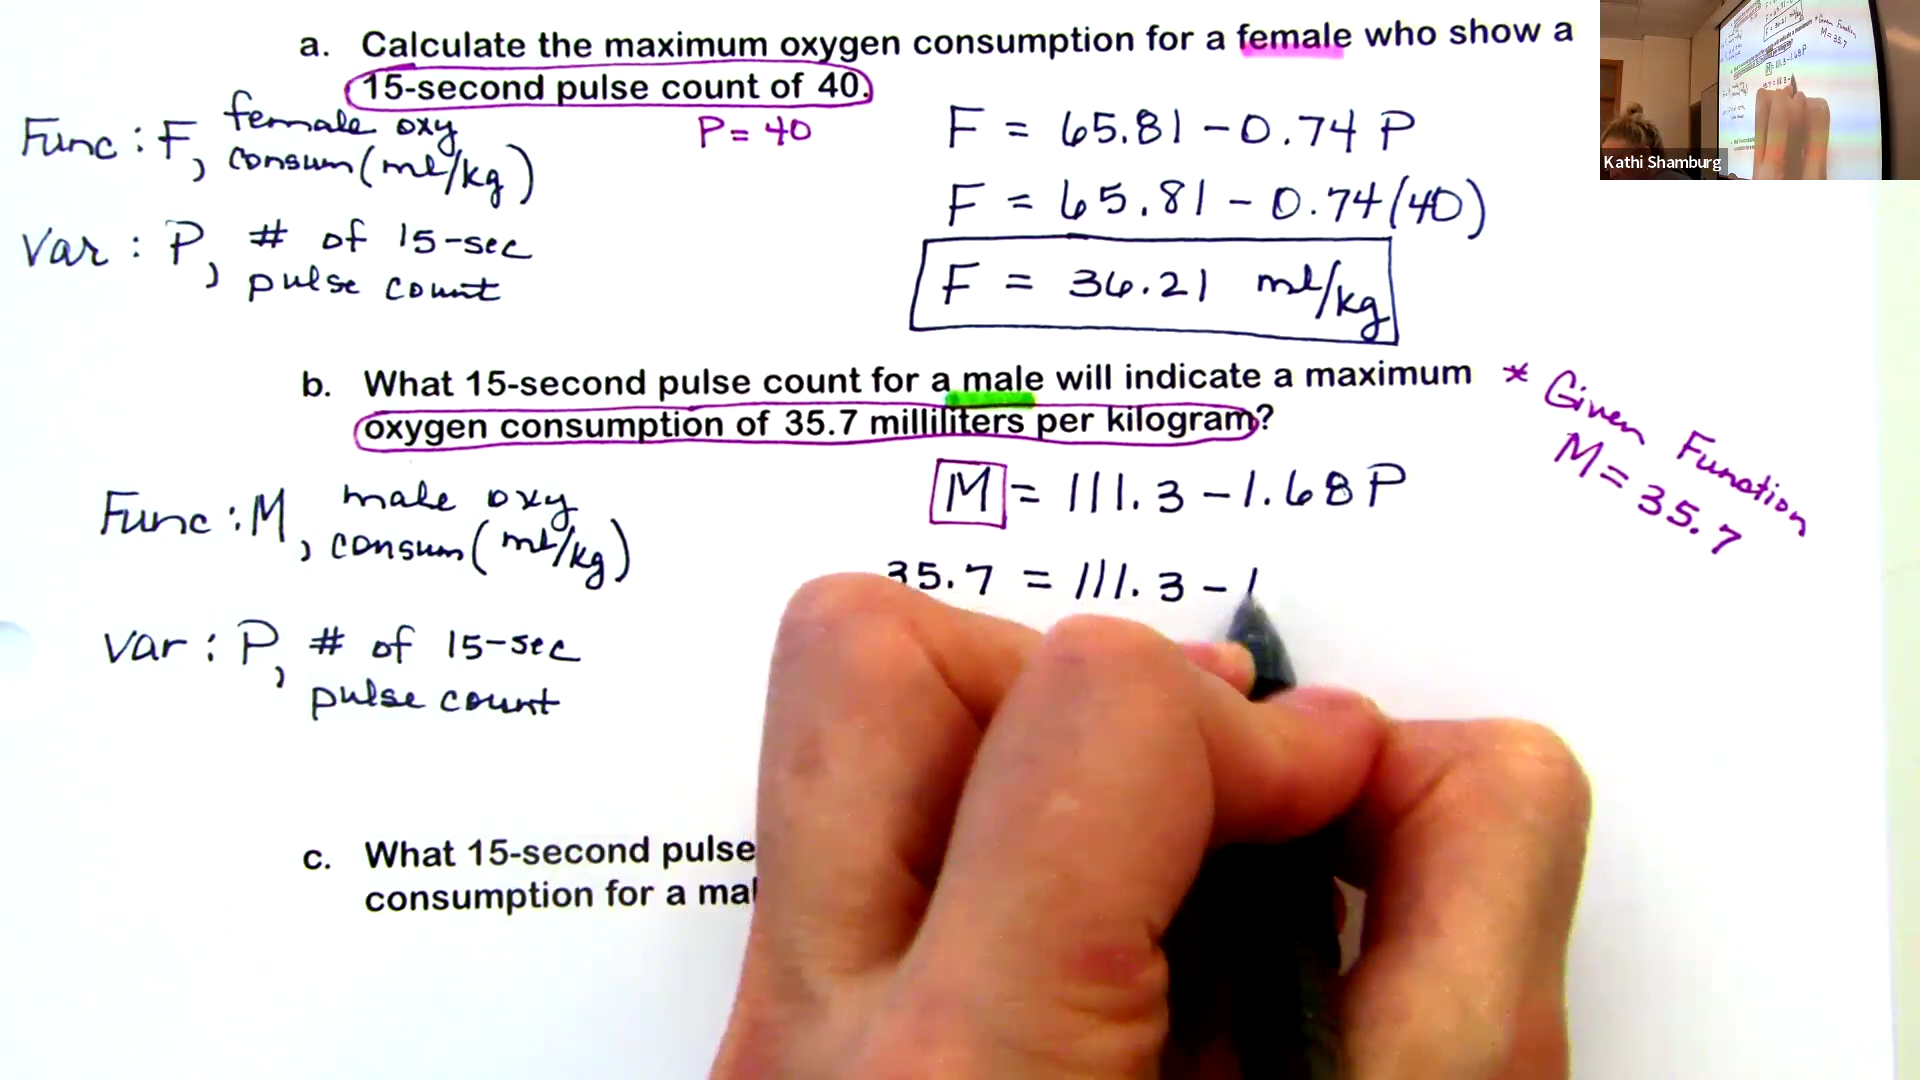 a. Calculate the maximum oxygen consumption for a female who show a
15-second pulse count of 40.
P = 40
Func : F, female oxy
consum (ml/kg)
Var : P, # of 15-sec
pulse count
F = 65.81 - 0.74 P
F = 65.81 - 0.74 (40)
F = 36.21 ml/kg
b. What 15-second pulse count for a male will indicate a maximum
oxygen consumption of 35.7 milliliters per kilogram?
* Given Function
M = 35.7
Func : M, male oxy
consum (ml/kg)
Var : P, # of 15-sec
pulse count
M = 111.3 - 1.68 P
35.7 = 111.3 - 1
c. What 15-second pulse
consumption for a mal
Kathi Shamburg